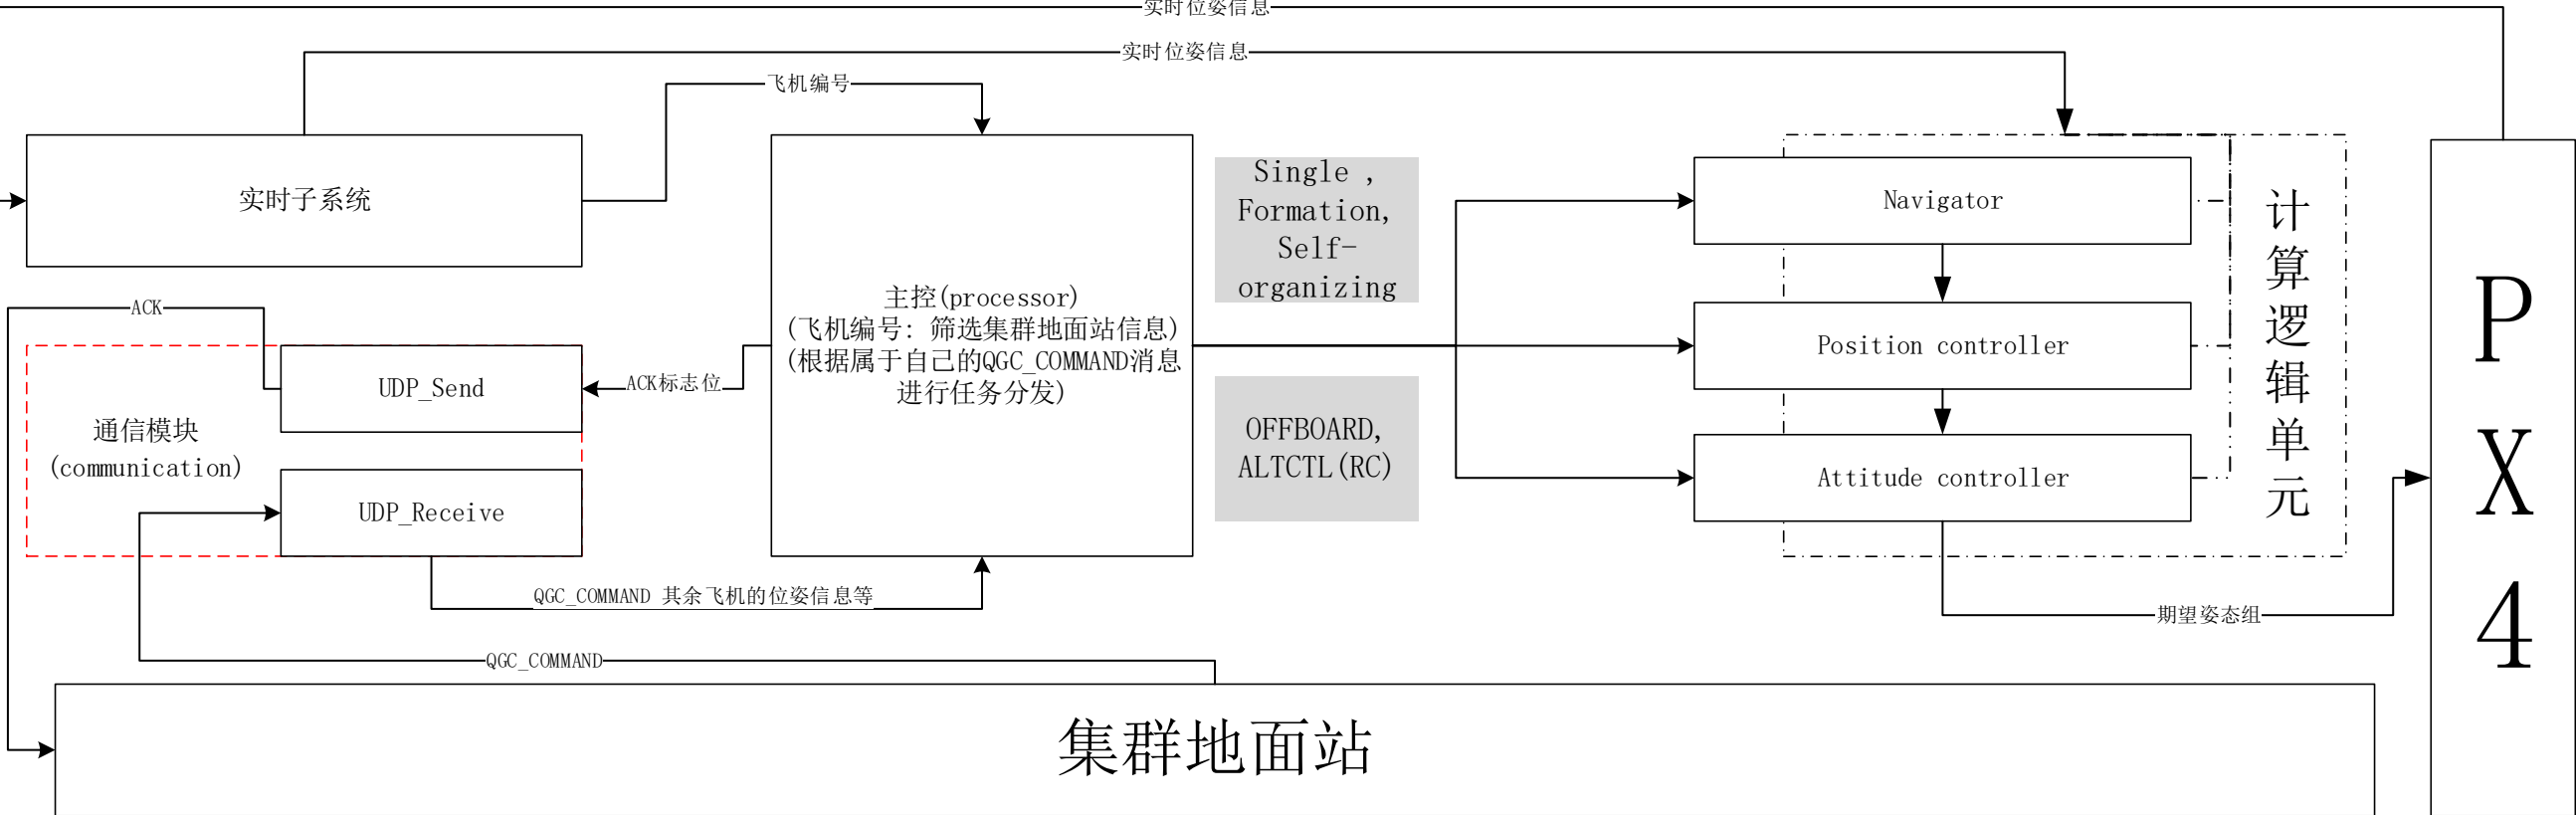 实时位姿信息
实时位姿信息
飞机编号
实时子系统
ACK
UDP_Send
ACK标志位
通信模块
(communication)
UDP_Receive
QGC_COMMAND 其余飞机的位姿信息等
QGC_COMMAND
主控(processor)
(飞机编号: 筛选集群地面站信息)
(根据属于自己的QGC_COMMAND消息
进行任务分发)
Single ,
Formation,
Self-
organizing
OFFBOARD,
ALTCTL(RC)
Navigator
Position controller
Attitude controller
计
算
逻
辑
单
元
期望姿态组
P
X
4
集群地面站